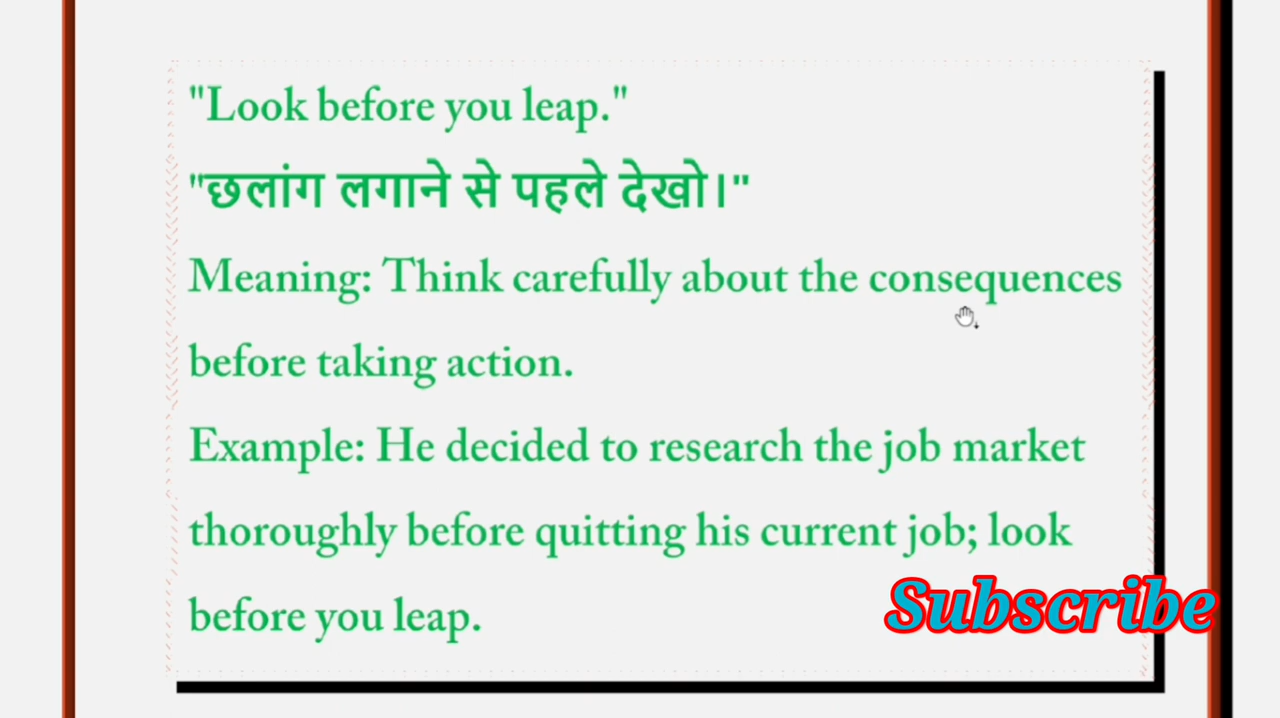 "Look before you leap."
"छलांग लगाने से पहले देखो।"
Meaning: Think carefully about the consequences
before taking action.
Example: He decided to research the job market
thoroughly before quitting his current job; look
before you leap.
Subscribe